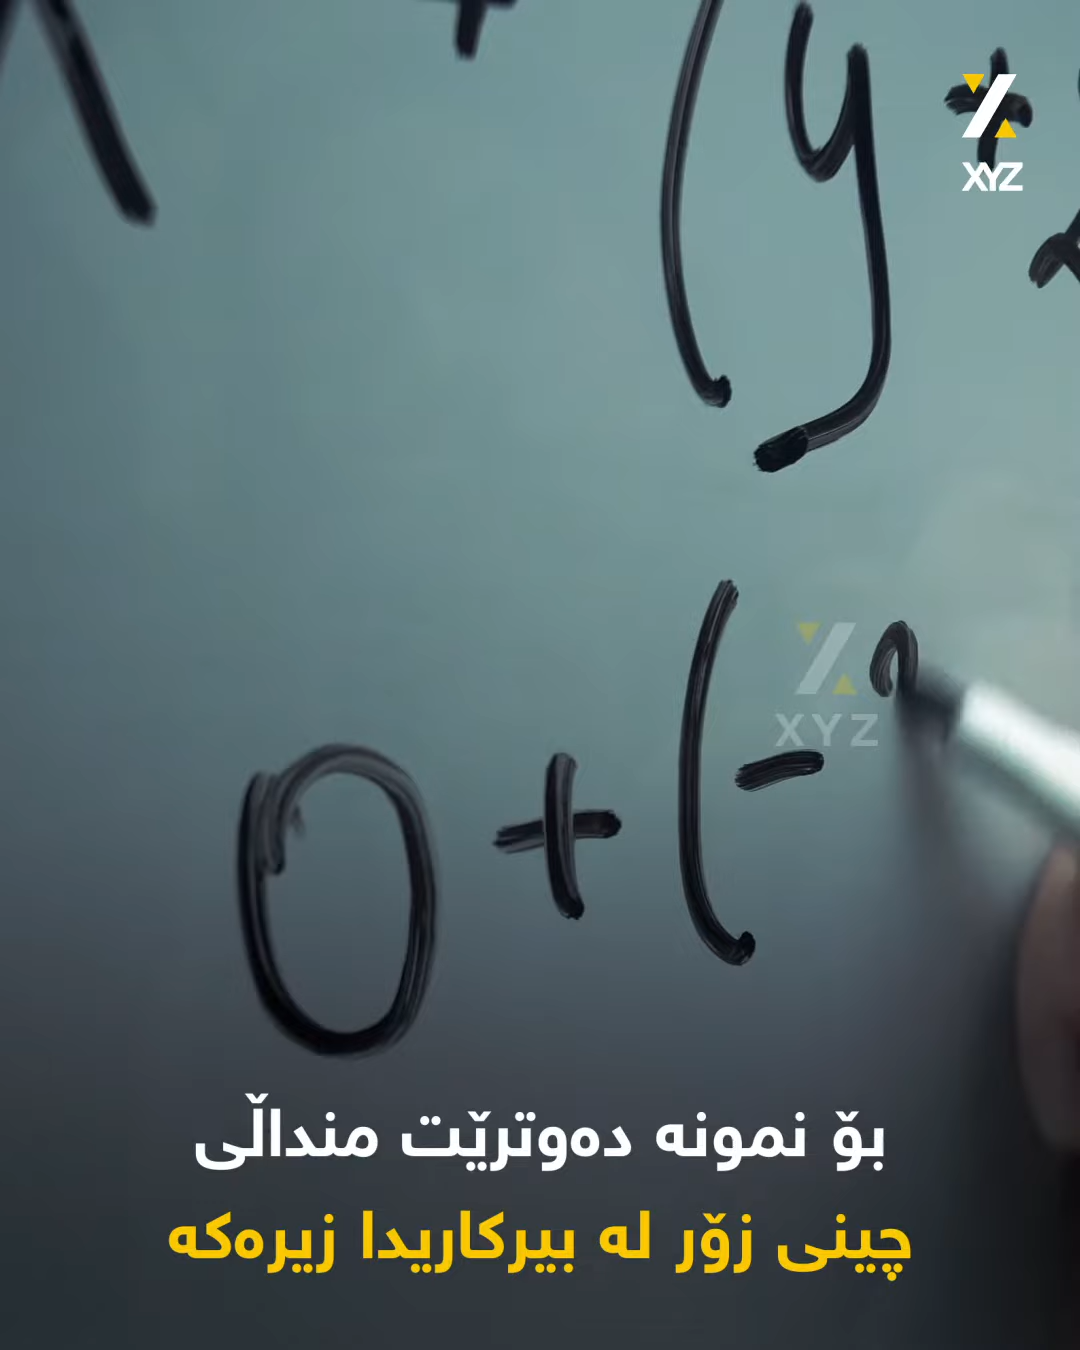 + (y +
XYZ
XYZ
0 + (-
بۆ نمونە دەوترێت منداڵی
چینی زۆر لە بیرکاریدا زیرەکە